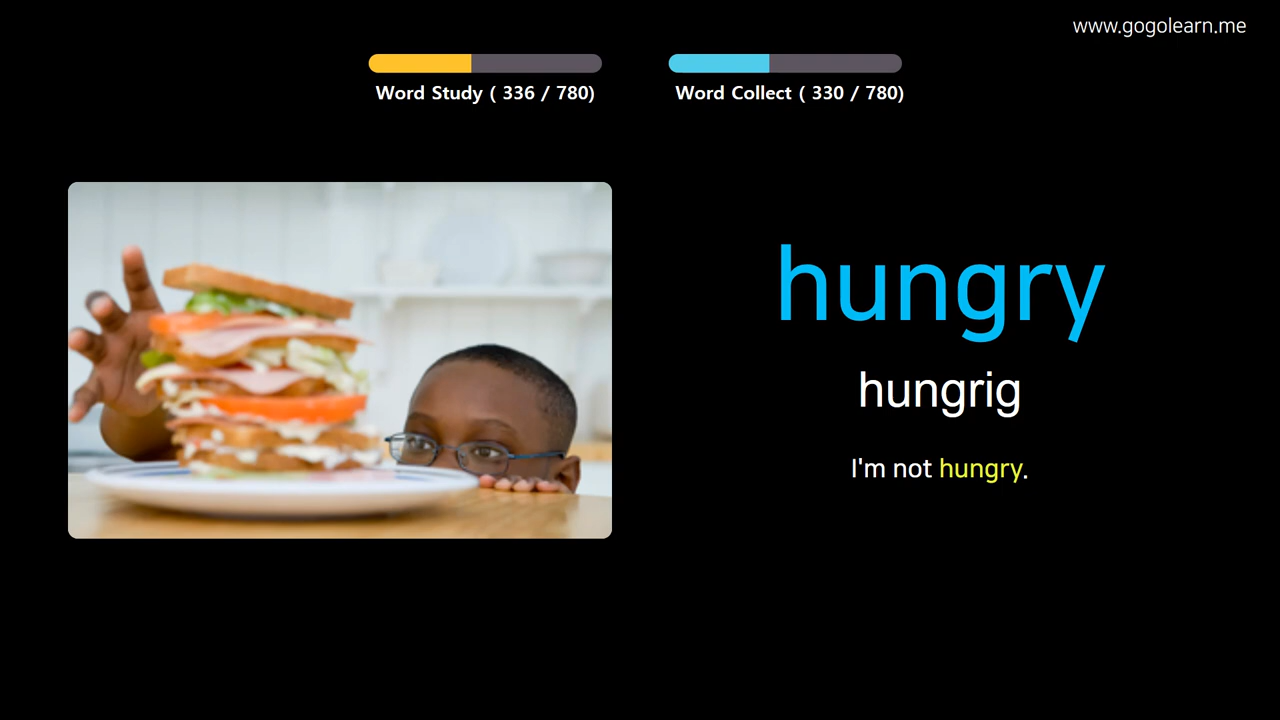 www.gogolearn.me
Word Study ( 336 / 780)
Word Collect ( 330 / 780)
hungry
hungrig
I'm not hungry.